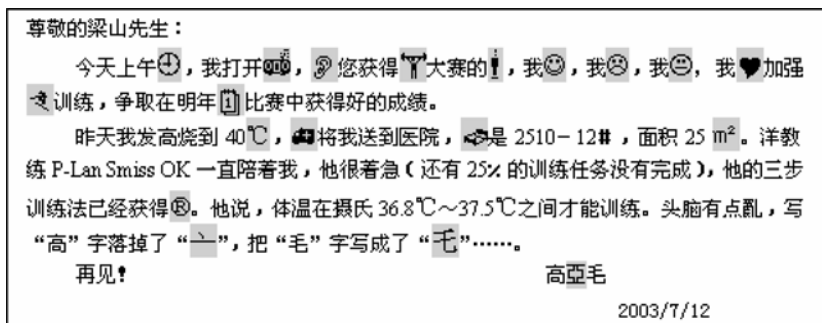 尊敬的梁山先生：
今天上午🕘，我打开📻，👂您获得🏋大赛的❗，我☺，我☹，我😐，我♥加强
🏃训练，争取在明年🗓比赛中获得好的成绩。
昨天我发高烧到 40℃，🚑将我送到医院，🖎是 2510－12#，面积 25 m²。洋教
练 P-Lan Smiss OK 一直陪着我，他很着急（还有 25% 的训练任务没有完成），他的三步
训练法已经获得®。他说，体温在摄氏 36.8℃～37.5℃之间才能训练。头脑有点亂，写
“高”字落掉了“亠”，把“毛”字写成了“乇”……。
再见！ 高亞毛
2003/7/12